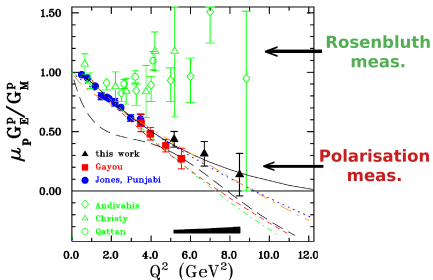 1.50
1.00
0.50
0.00
μpGEp/GMp
this work
Gayou
Jones, Punjabi
Andivahis
Christy
Qattan
0.0 2.0 4.0 6.0 8.0 10.0 12.0
Q² (GeV²)
Rosenbluth
meas.
Polarisation
meas.